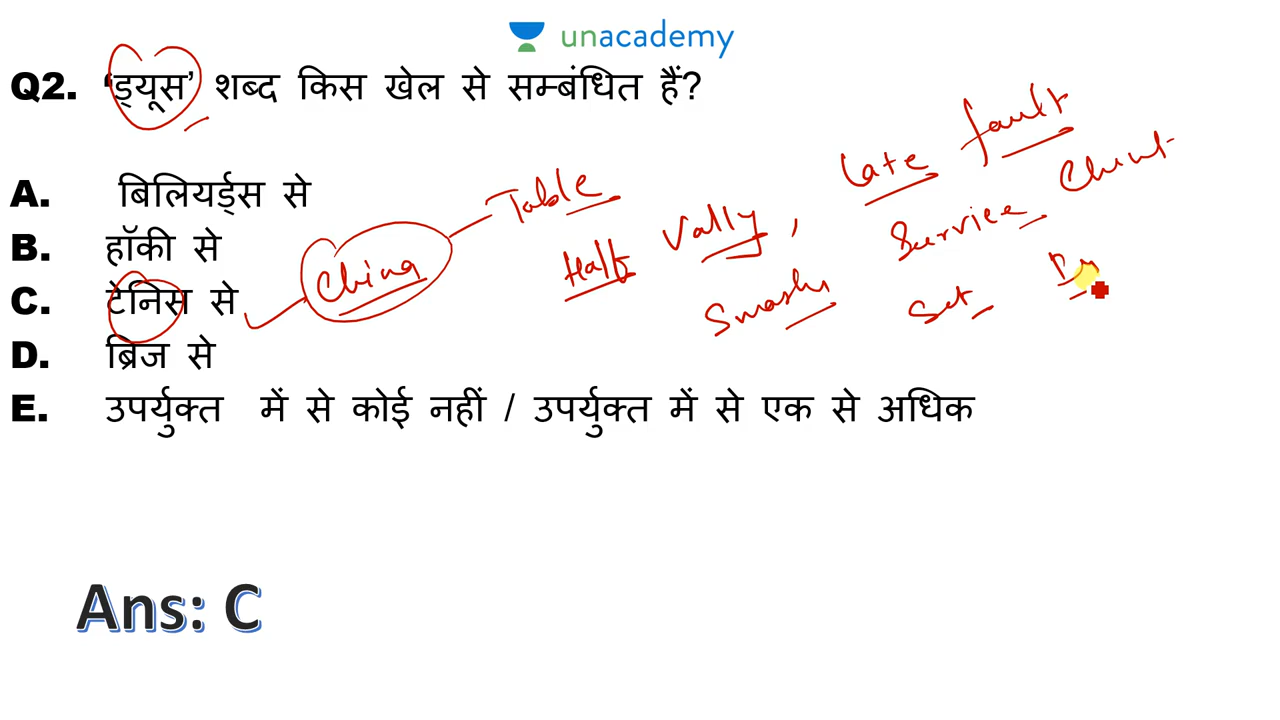 unacademy
Q2. ‘ड्यूस’ शब्द किस खेल से सम्बंधित हैं?
A. बिलियर्ड्स से
B. हॉकी से
C. टेनिस से
D. ब्रिज से
E. उपर्युक्त में से कोई नहीं / उपर्युक्त में से एक से अधिक
China
Table
Half Vally,
Late fault
Smash
Service
Set
Ans: C